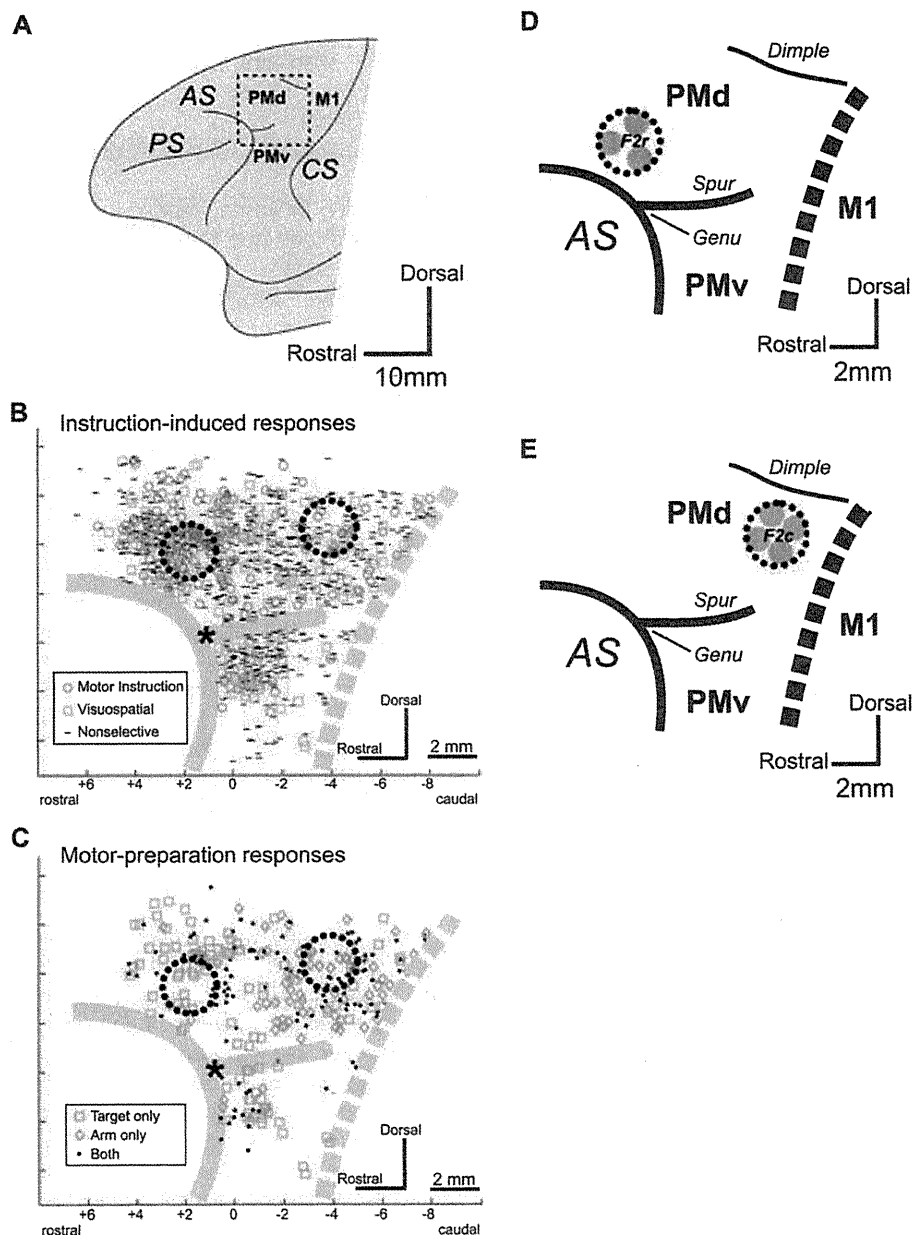 A
AS
PMd
M1
PS
PMv
CS
Dorsal
Rostral
10mm
B
Instruction-induced responses
Motor Instruction
Visuospatial
Nonselective
Dorsal
Rostral
2 mm
+6 +4 +2 0 -2 -4 -6 -8
rostral caudal
C
Motor-preparation responses
Target only
Arm only
Both
Dorsal
Rostral
2 mm
+6 +4 +2 0 -2 -4 -6 -8
rostral caudal
D
Dimple
PMd
F2r
Spur
AS
Genu
M1
PMv
Dorsal
Rostral
2mm
E
Dimple
PMd
F2c
Spur
AS
Genu
M1
PMv
Dorsal
Rostral
2mm